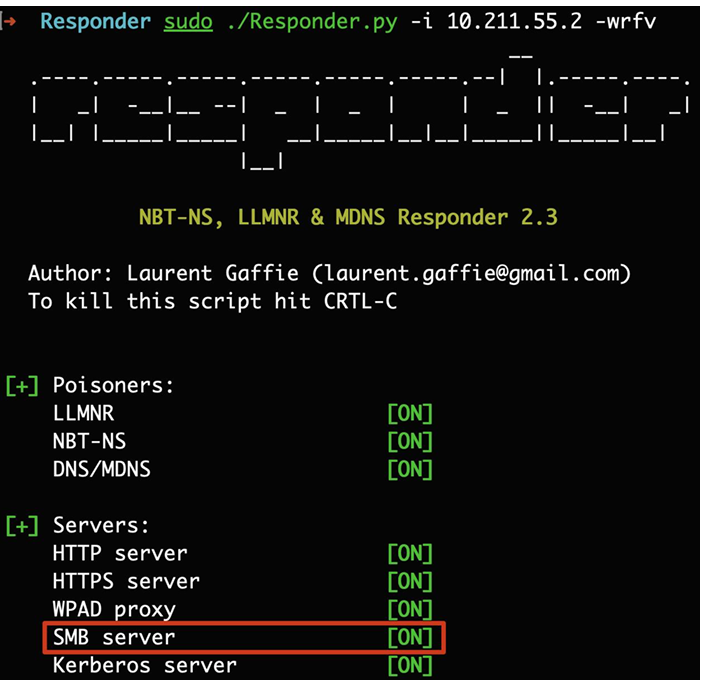 ➜ Responder sudo ./Responder.py -i 10.211.55.2 -wrfv
responder
NBT-NS, LLMNR & MDNS Responder 2.3
Author: Laurent Gaffie (laurent.gaffie@gmail.com)
To kill this script hit CRTL-C
[+] Poisoners:
LLMNR [ON]
NBT-NS [ON]
DNS/MDNS [ON]
[+] Servers:
HTTP server [ON]
HTTPS server [ON]
WPAD proxy [ON]
SMB server [ON]
Kerberos server [ON]